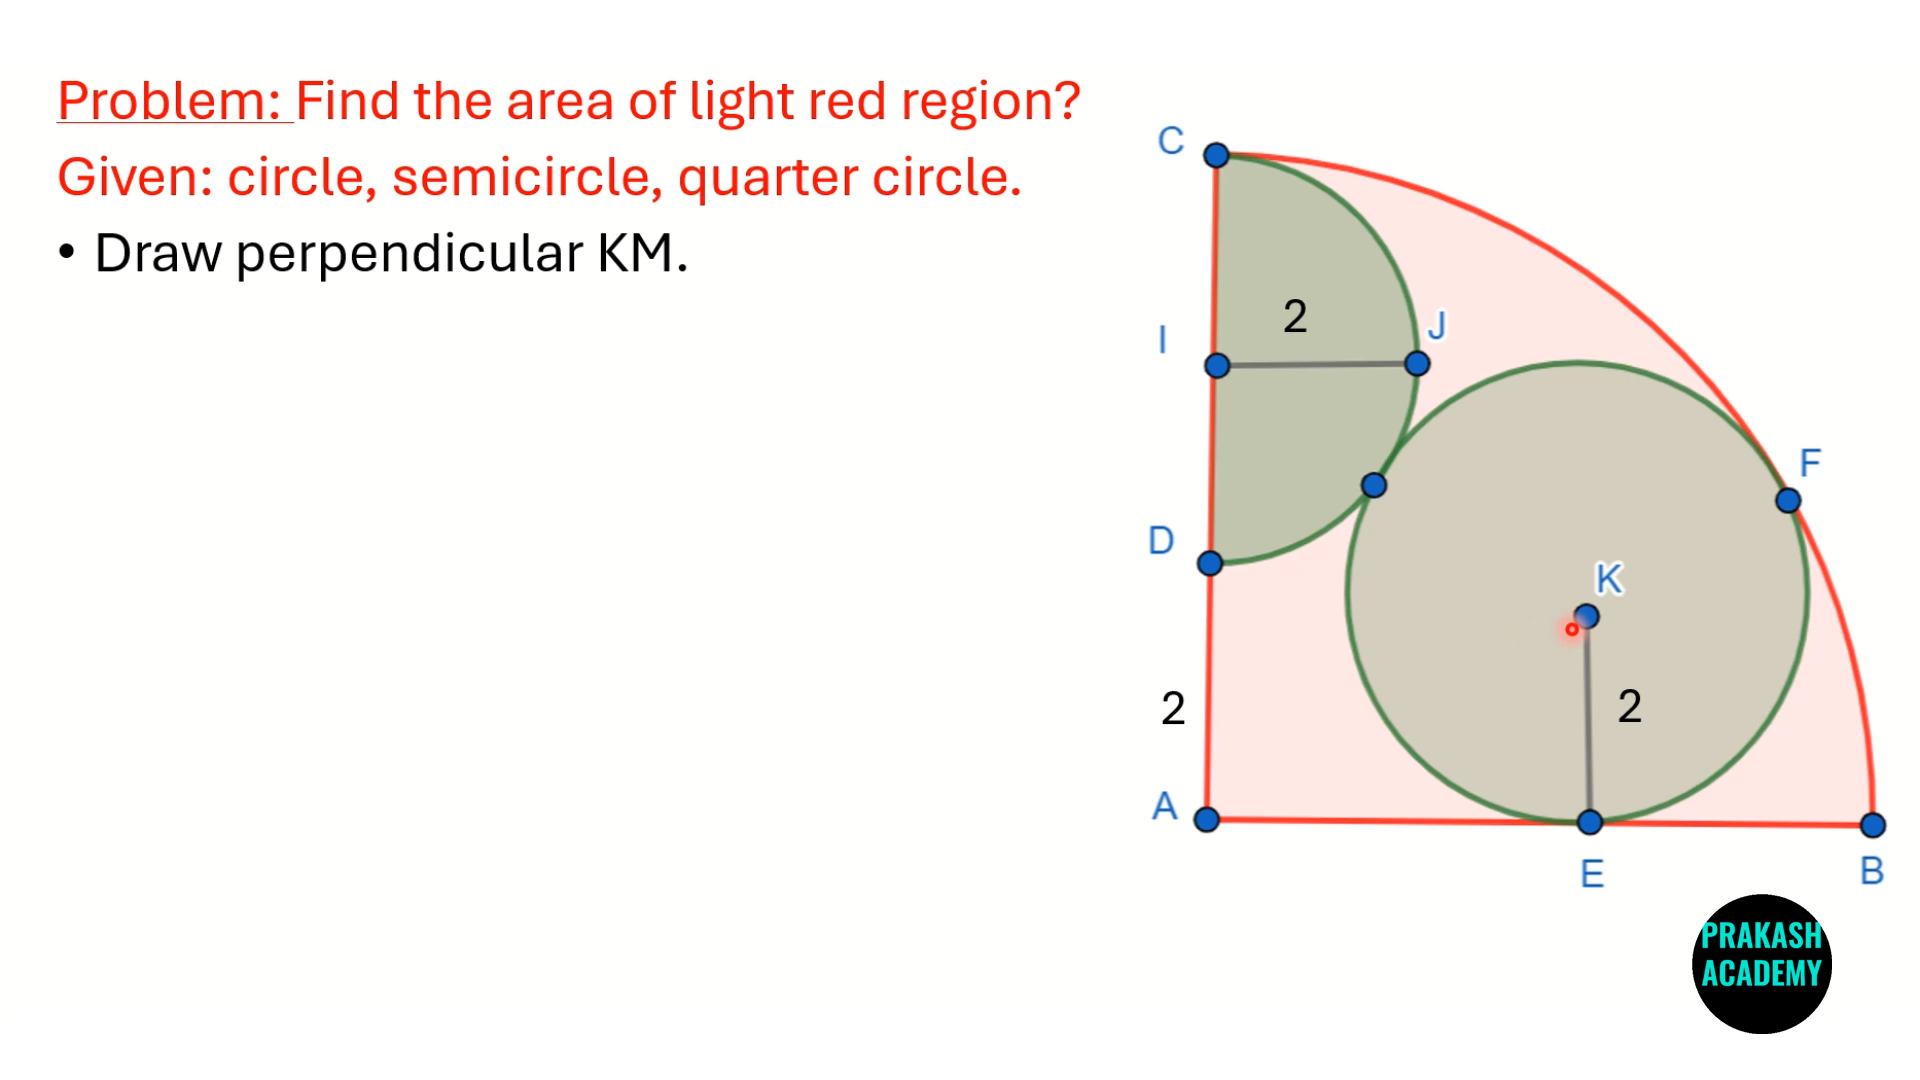 Problem: Find the area of light red region?
Given: circle, semicircle, quarter circle.
• Draw perpendicular KM.
C
2
I
J
F
D
K
2
2
A
E
B
PRAKASH
ACADEMY